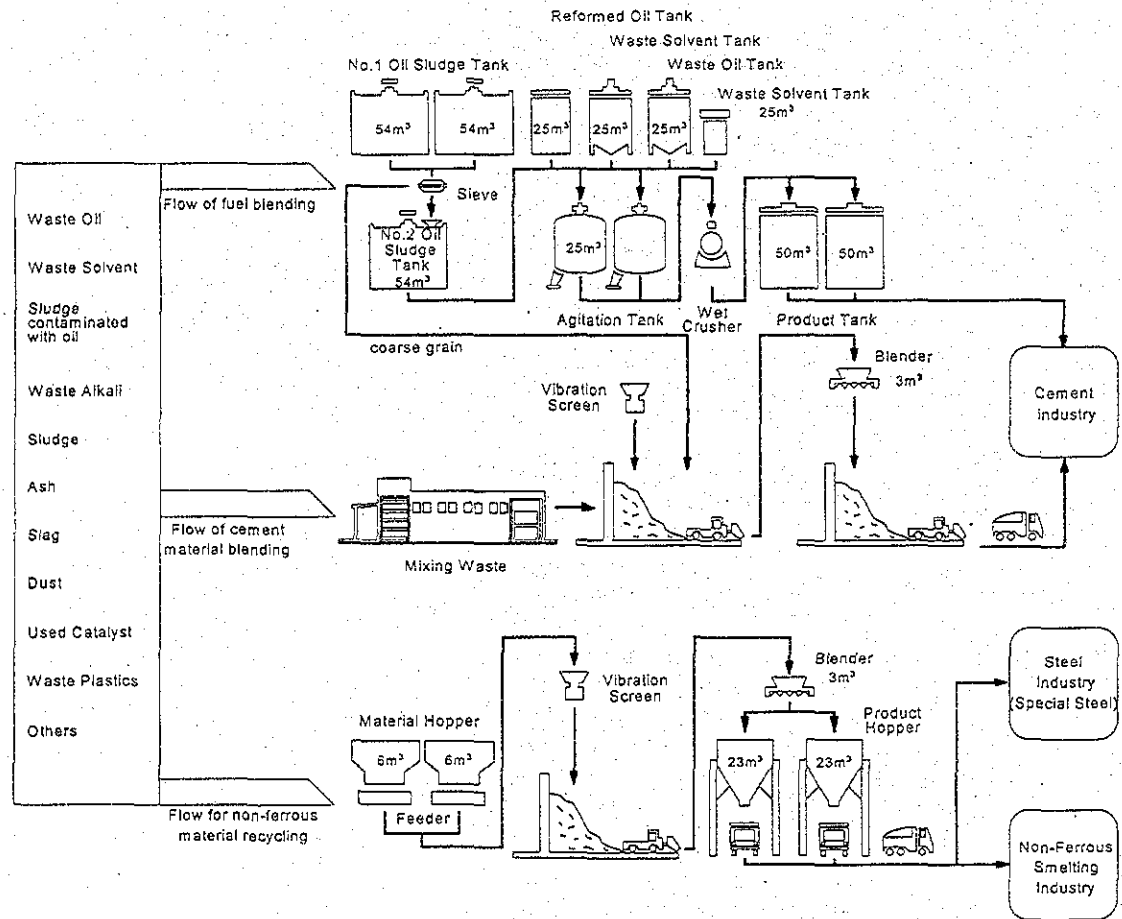 Reformed Oil Tank
Waste Solvent Tank
No.1 Oil Sludge Tank
Waste Oil Tank
Waste Solvent Tank
25m³
54m³
54m³
25m³
25m³
25m³
Sieve
Flow of fuel blending
No.2 Oil
Sludge
Tank
54m³
25m³
50m³
50m³
Agitation Tank
Wet
Crusher
Product Tank
coarse grain
Waste Oil
Waste Solvent
Sludge
contaminated
with oil
Waste Alkali
Sludge
Ash
Slag
Dust
Used Catalyst
Waste Plastics
Others
Vibration
Screen
Blender
3m³
Cement
Industry
Flow of cement
material blending
Mixing Waste
Vibration
Screen
Blender
3m³
Steel
Industry
(Special Steel)
Material Hopper
6m³
6m³
Feeder
Product
Hopper
23m³
23m³
Flow for non-ferrous
material recycling
Non-Ferrous
Smelting
Industry